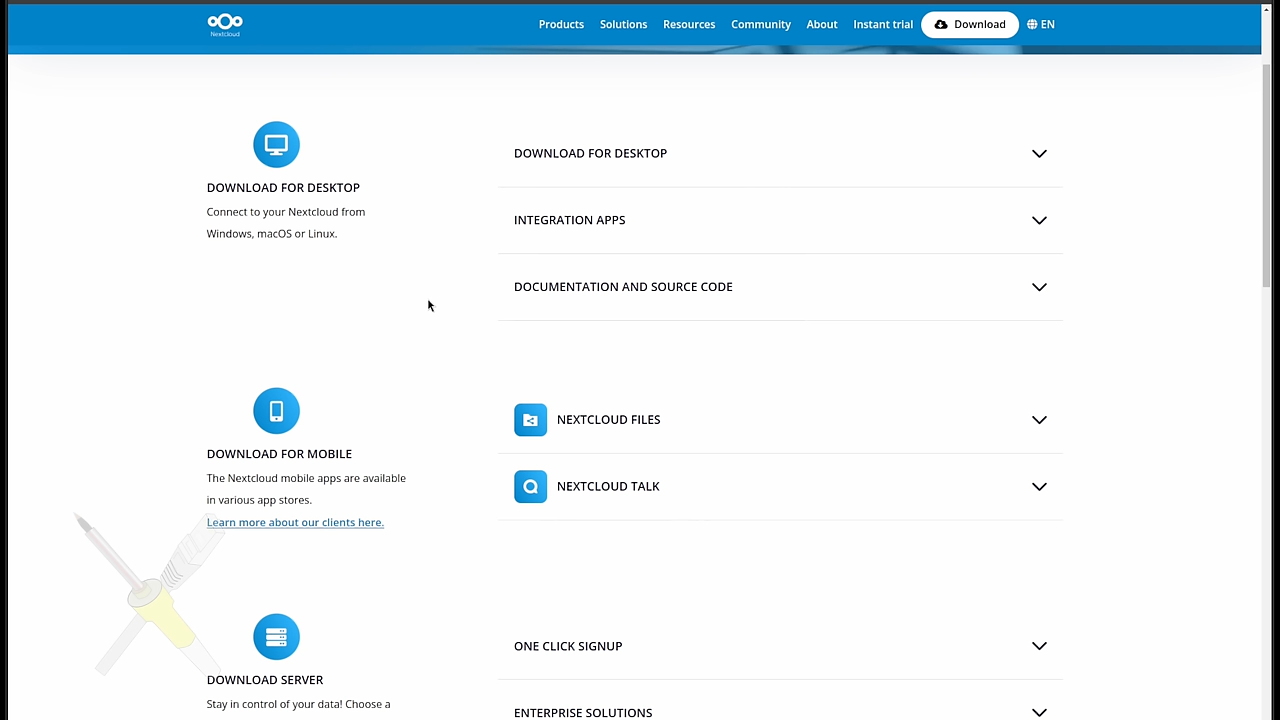 Nextcloud
Products Solutions Resources Community About Instant trial Download EN
DOWNLOAD FOR DESKTOP
Connect to your Nextcloud from
Windows, macOS or Linux.
DOWNLOAD FOR DESKTOP
INTEGRATION APPS
DOCUMENTATION AND SOURCE CODE
DOWNLOAD FOR MOBILE
The Nextcloud mobile apps are available
in various app stores.
Learn more about our clients here.
NEXTCLOUD FILES
NEXTCLOUD TALK
DOWNLOAD SERVER
Stay in control of your data! Choose a
ONE CLICK SIGNUP
ENTERPRISE SOLUTIONS